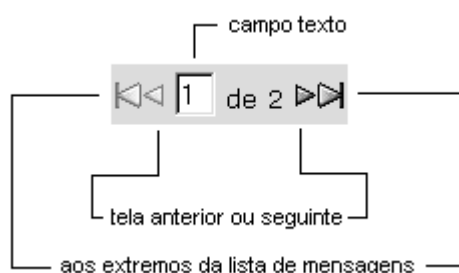 campo texto
1 de 2
tela anterior ou seguinte
aos extremos da lista de mensagens